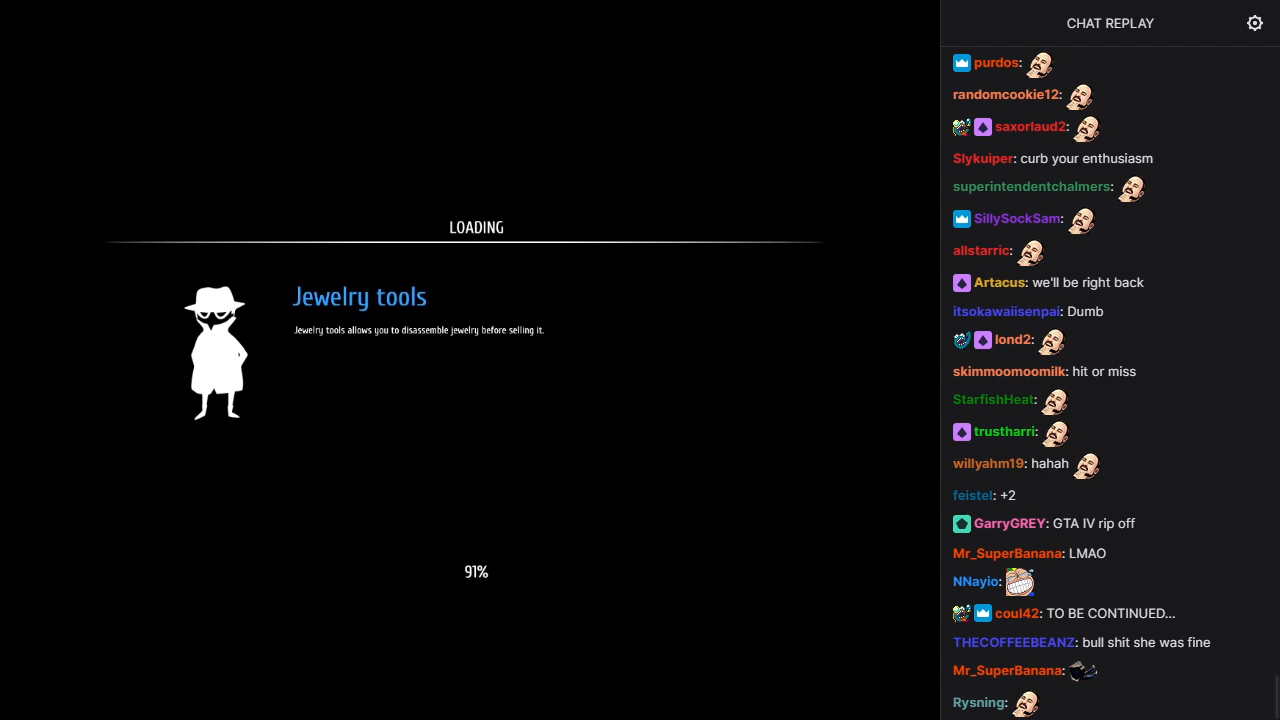 LOADING
Jewelry tools
Jewelry tools allows you to disassemble jewelry before selling it.
91%
CHAT REPLAY
purdos:
randomcookie12:
saxorlaud2:
Slykuiper: curb your enthusiasm
superintendentchalmers:
SillySockSam:
allstarric:
Artacus: we'll be right back
itsokawaiisenpai: Dumb
lond2:
skimmoomoomilk: hit or miss
StarfishHeat:
trustharri:
willyahm19: hahah
feistel: +2
GarryGREY: GTA IV rip off
Mr_SuperBanana: LMAO
NNayio:
coul42: TO BE CONTINUED...
THECOFFEEBEANZ: bull shit she was fine
Mr_SuperBanana:
Rysning: